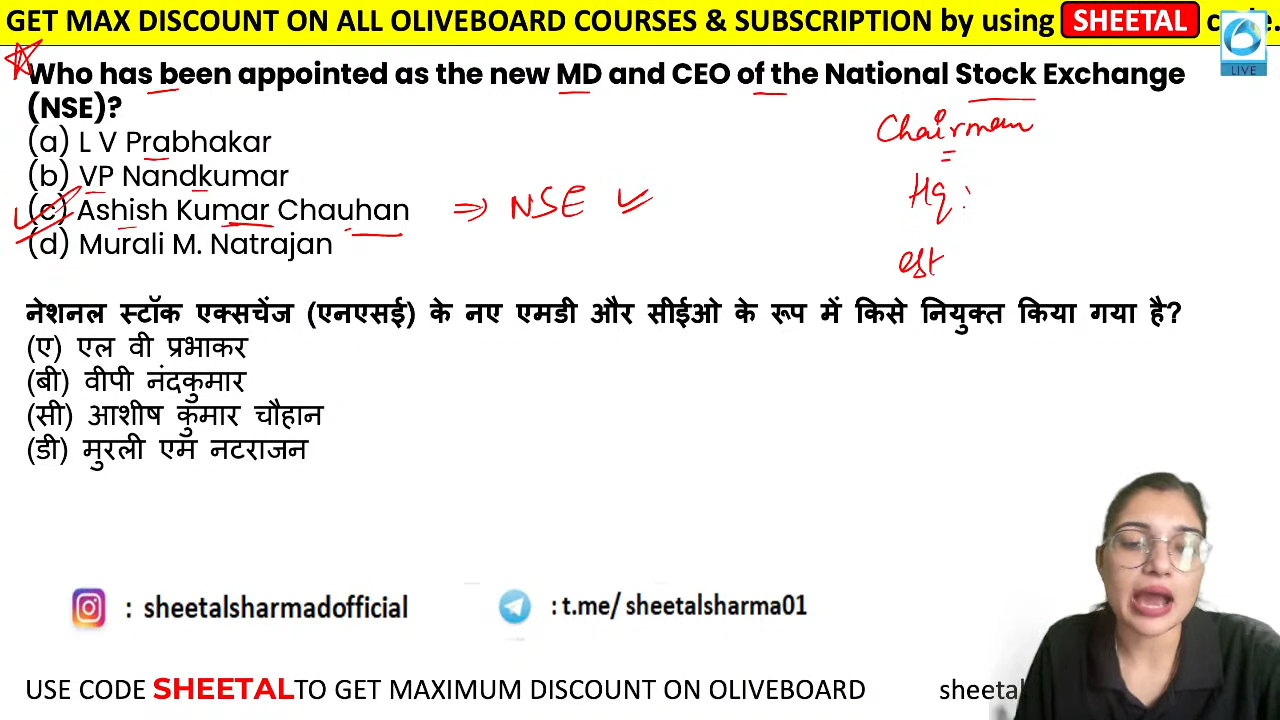 GET MAX DISCOUNT ON ALL OLIVEBOARD COURSES & SUBSCRIPTION by using SHEETAL code.
LIVE
Who has been appointed as the new MD and CEO of the National Stock Exchange
(NSE)?
(a) L V Prabhakar
(b) VP Nandkumar
(c) Ashish Kumar Chauhan ⇒ NSE ✓
(d) Murali M. Natrajan
Chairman
=
HQ :
est
नेशनल स्टॉक एक्सचेंज (एनएसई) के नए एमडी और सीईओ के रूप में किसे नियुक्त किया गया है?
(ए) एल वी प्रभाकर
(बी) वीपी नंदकुमार
(सी) आशीष कुमार चौहान
(डी) मुरली एम नटराजन
: sheetalsharmadofficial
: t.me/ sheetalsharma01
USE CODE SHEETALTO GET MAXIMUM DISCOUNT ON OLIVEBOARD
sheetal